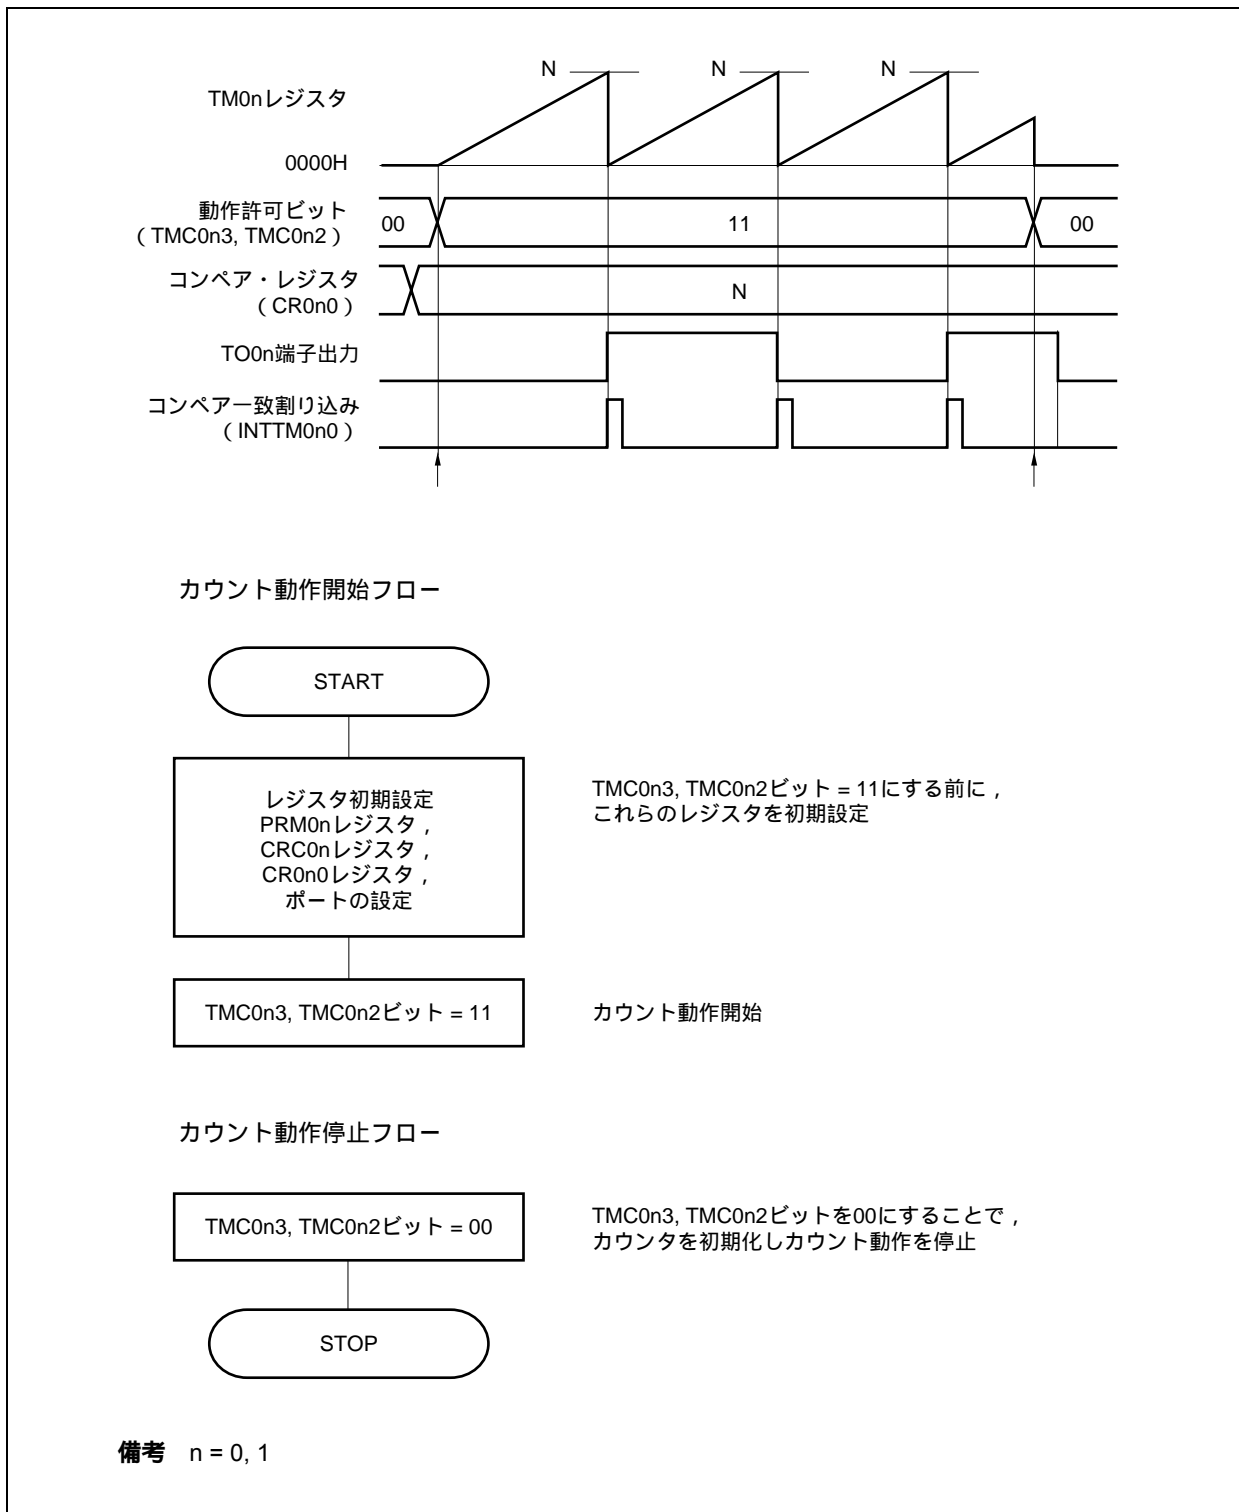 N N N
TM0nレジスタ
0000H
動作許可ビット
（TMC0n3, TMC0n2）
00 11 00
コンペア・レジスタ
（CR0n0）
N
TO0n端子出力
コンペア一致割り込み
（INTTM0n0）
カウント動作開始フロー
START
レジスタ初期設定
PRM0nレジスタ，
CRC0nレジスタ，
CR0n0レジスタ，
ポートの設定
TMC0n3, TMC0n2ビット = 11にする前に，
これらのレジスタを初期設定
TMC0n3, TMC0n2ビット = 11
カウント動作開始
カウント動作停止フロー
TMC0n3, TMC0n2ビット = 00
TMC0n3, TMC0n2ビットを00にすることで，
カウンタを初期化しカウント動作を停止
STOP
備考 n = 0, 1